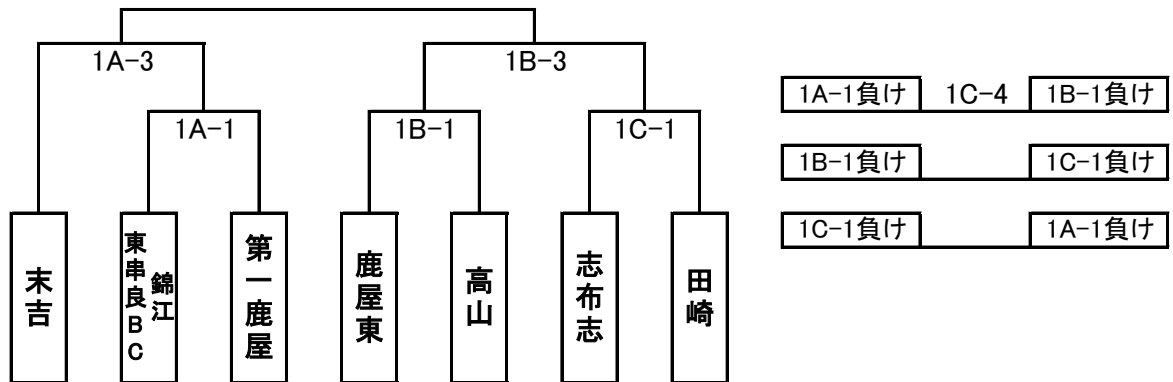 1A-3
1B-3
1A-1
1B-1
1C-1
1A-1負け 1C-4 1B-1負け
1B-1負け 1C-1負け
1C-1負け 1A-1負け
末吉
錦江
東串良BC
第一鹿屋
鹿屋東
高山
志布志
田崎